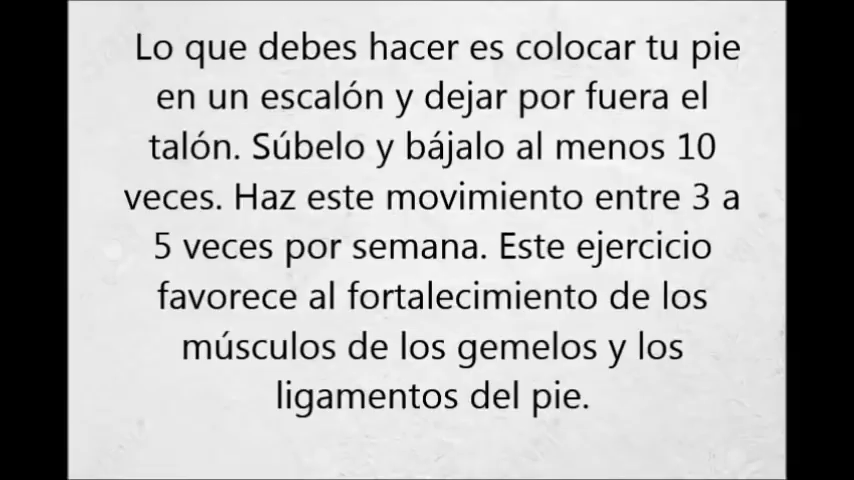 Lo que debes hacer es colocar tu pie
en un escalón y dejar por fuera el
talón. Súbelo y bájalo al menos 10
veces. Haz este movimiento entre 3 a
5 veces por semana. Este ejercicio
favorece al fortalecimiento de los
músculos de los gemelos y los
ligamentos del pie.